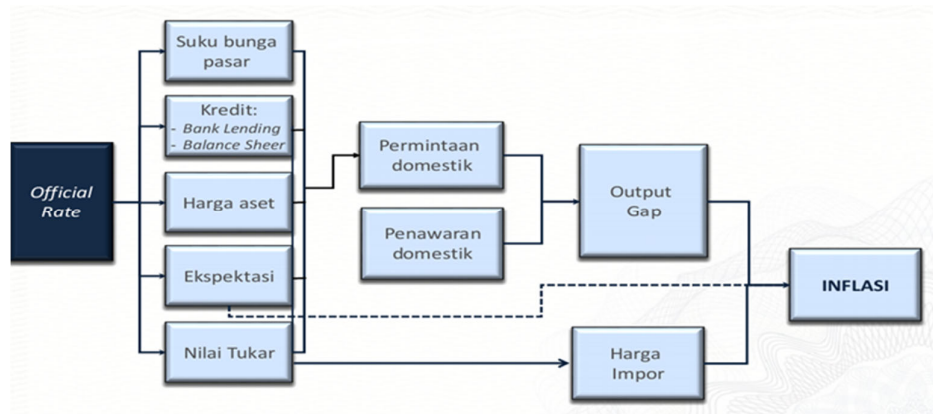 Official
Rate
Suku bunga
pasar
Kredit:
- Bank Lending
- Balance Sheer
Harga aset
Ekspektasi
Nilai Tukar
Permintaan
domestik
Penawaran
domestik
Output
Gap
Harga
Impor
INFLASI